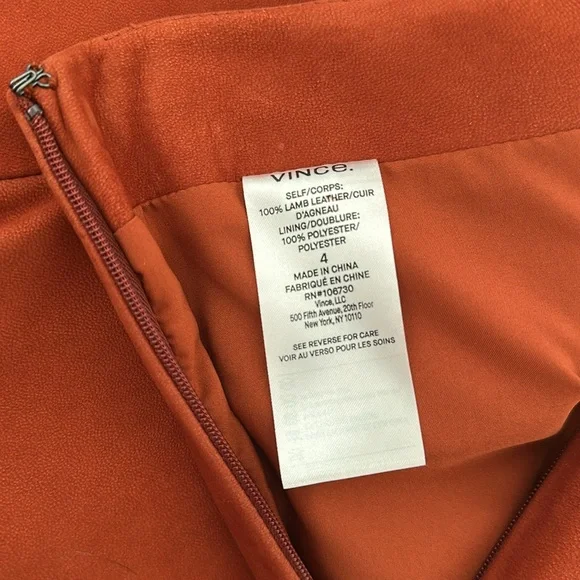 VINCE.
SELF/CORPS:
100% LAMB LEATHER/CUIR
D'AGNEAU
LINING/DOUBLURE:
100% POLYESTER/
POLYESTER
4
MADE IN CHINA
FABRIQUÉ EN CHINE
RN#106730
Vince, LLC
500 Fifth Avenue, 20th Floor
New York, NY 10110
SEE REVERSE FOR CARE
VOIR AU VERSO POUR LES SOINS